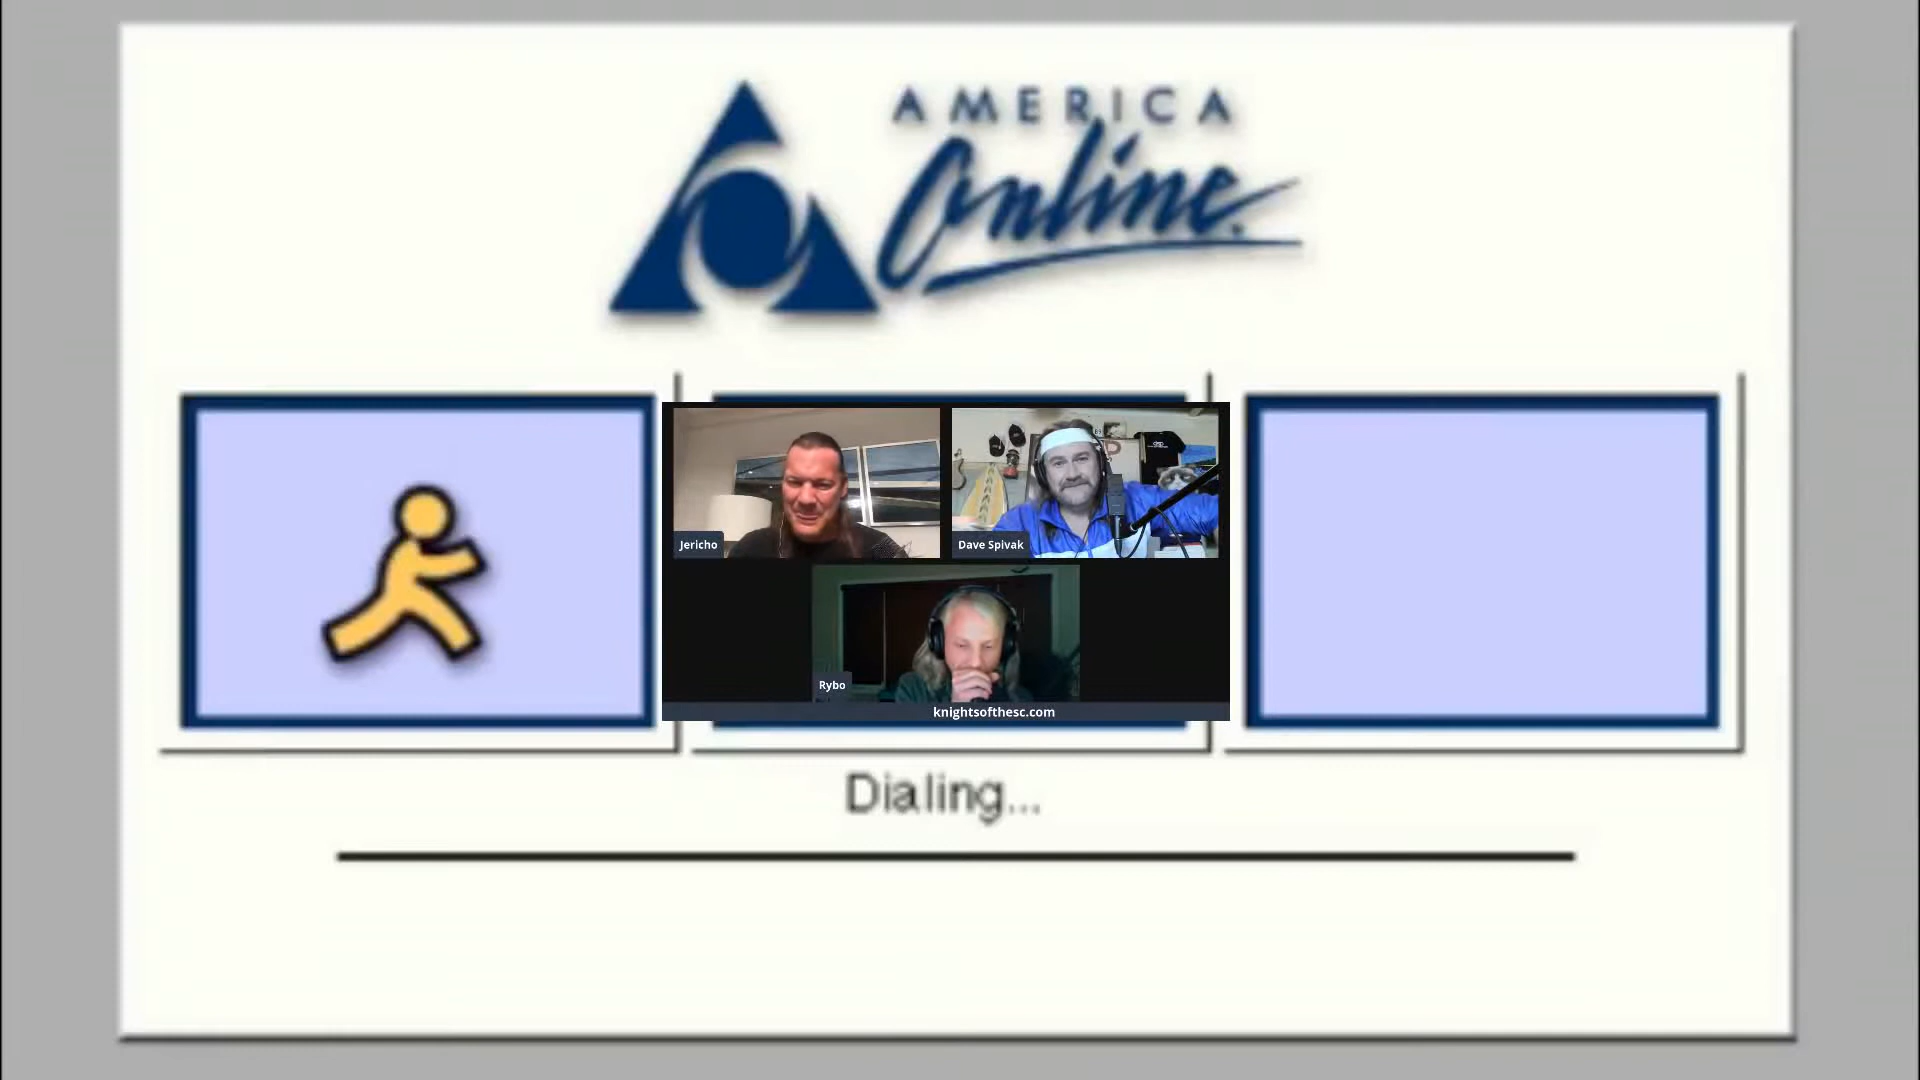 AMERICA
Online.
Jericho
Dave Spivak
Rybo
knightsofthesc.com
Dialing...